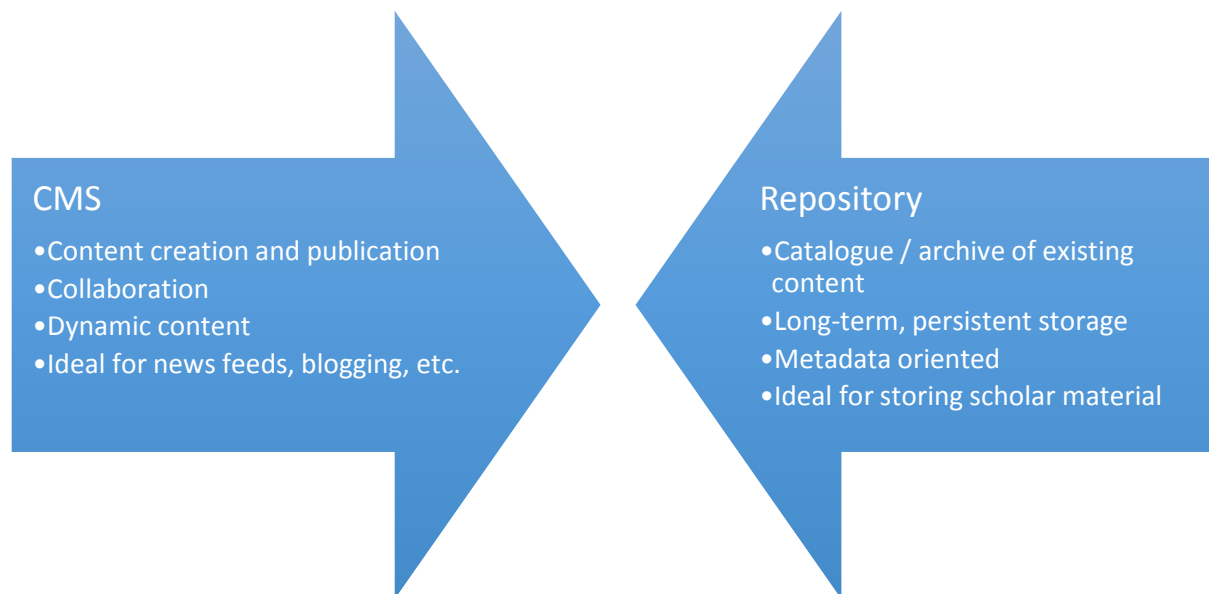 CMS
•Content creation and publication
•Collaboration
•Dynamic content
•Ideal for news feeds, blogging, etc.
Repository
•Catalogue / archive of existing
content
•Long-term, persistent storage
•Metadata oriented
•Ideal for storing scholar material